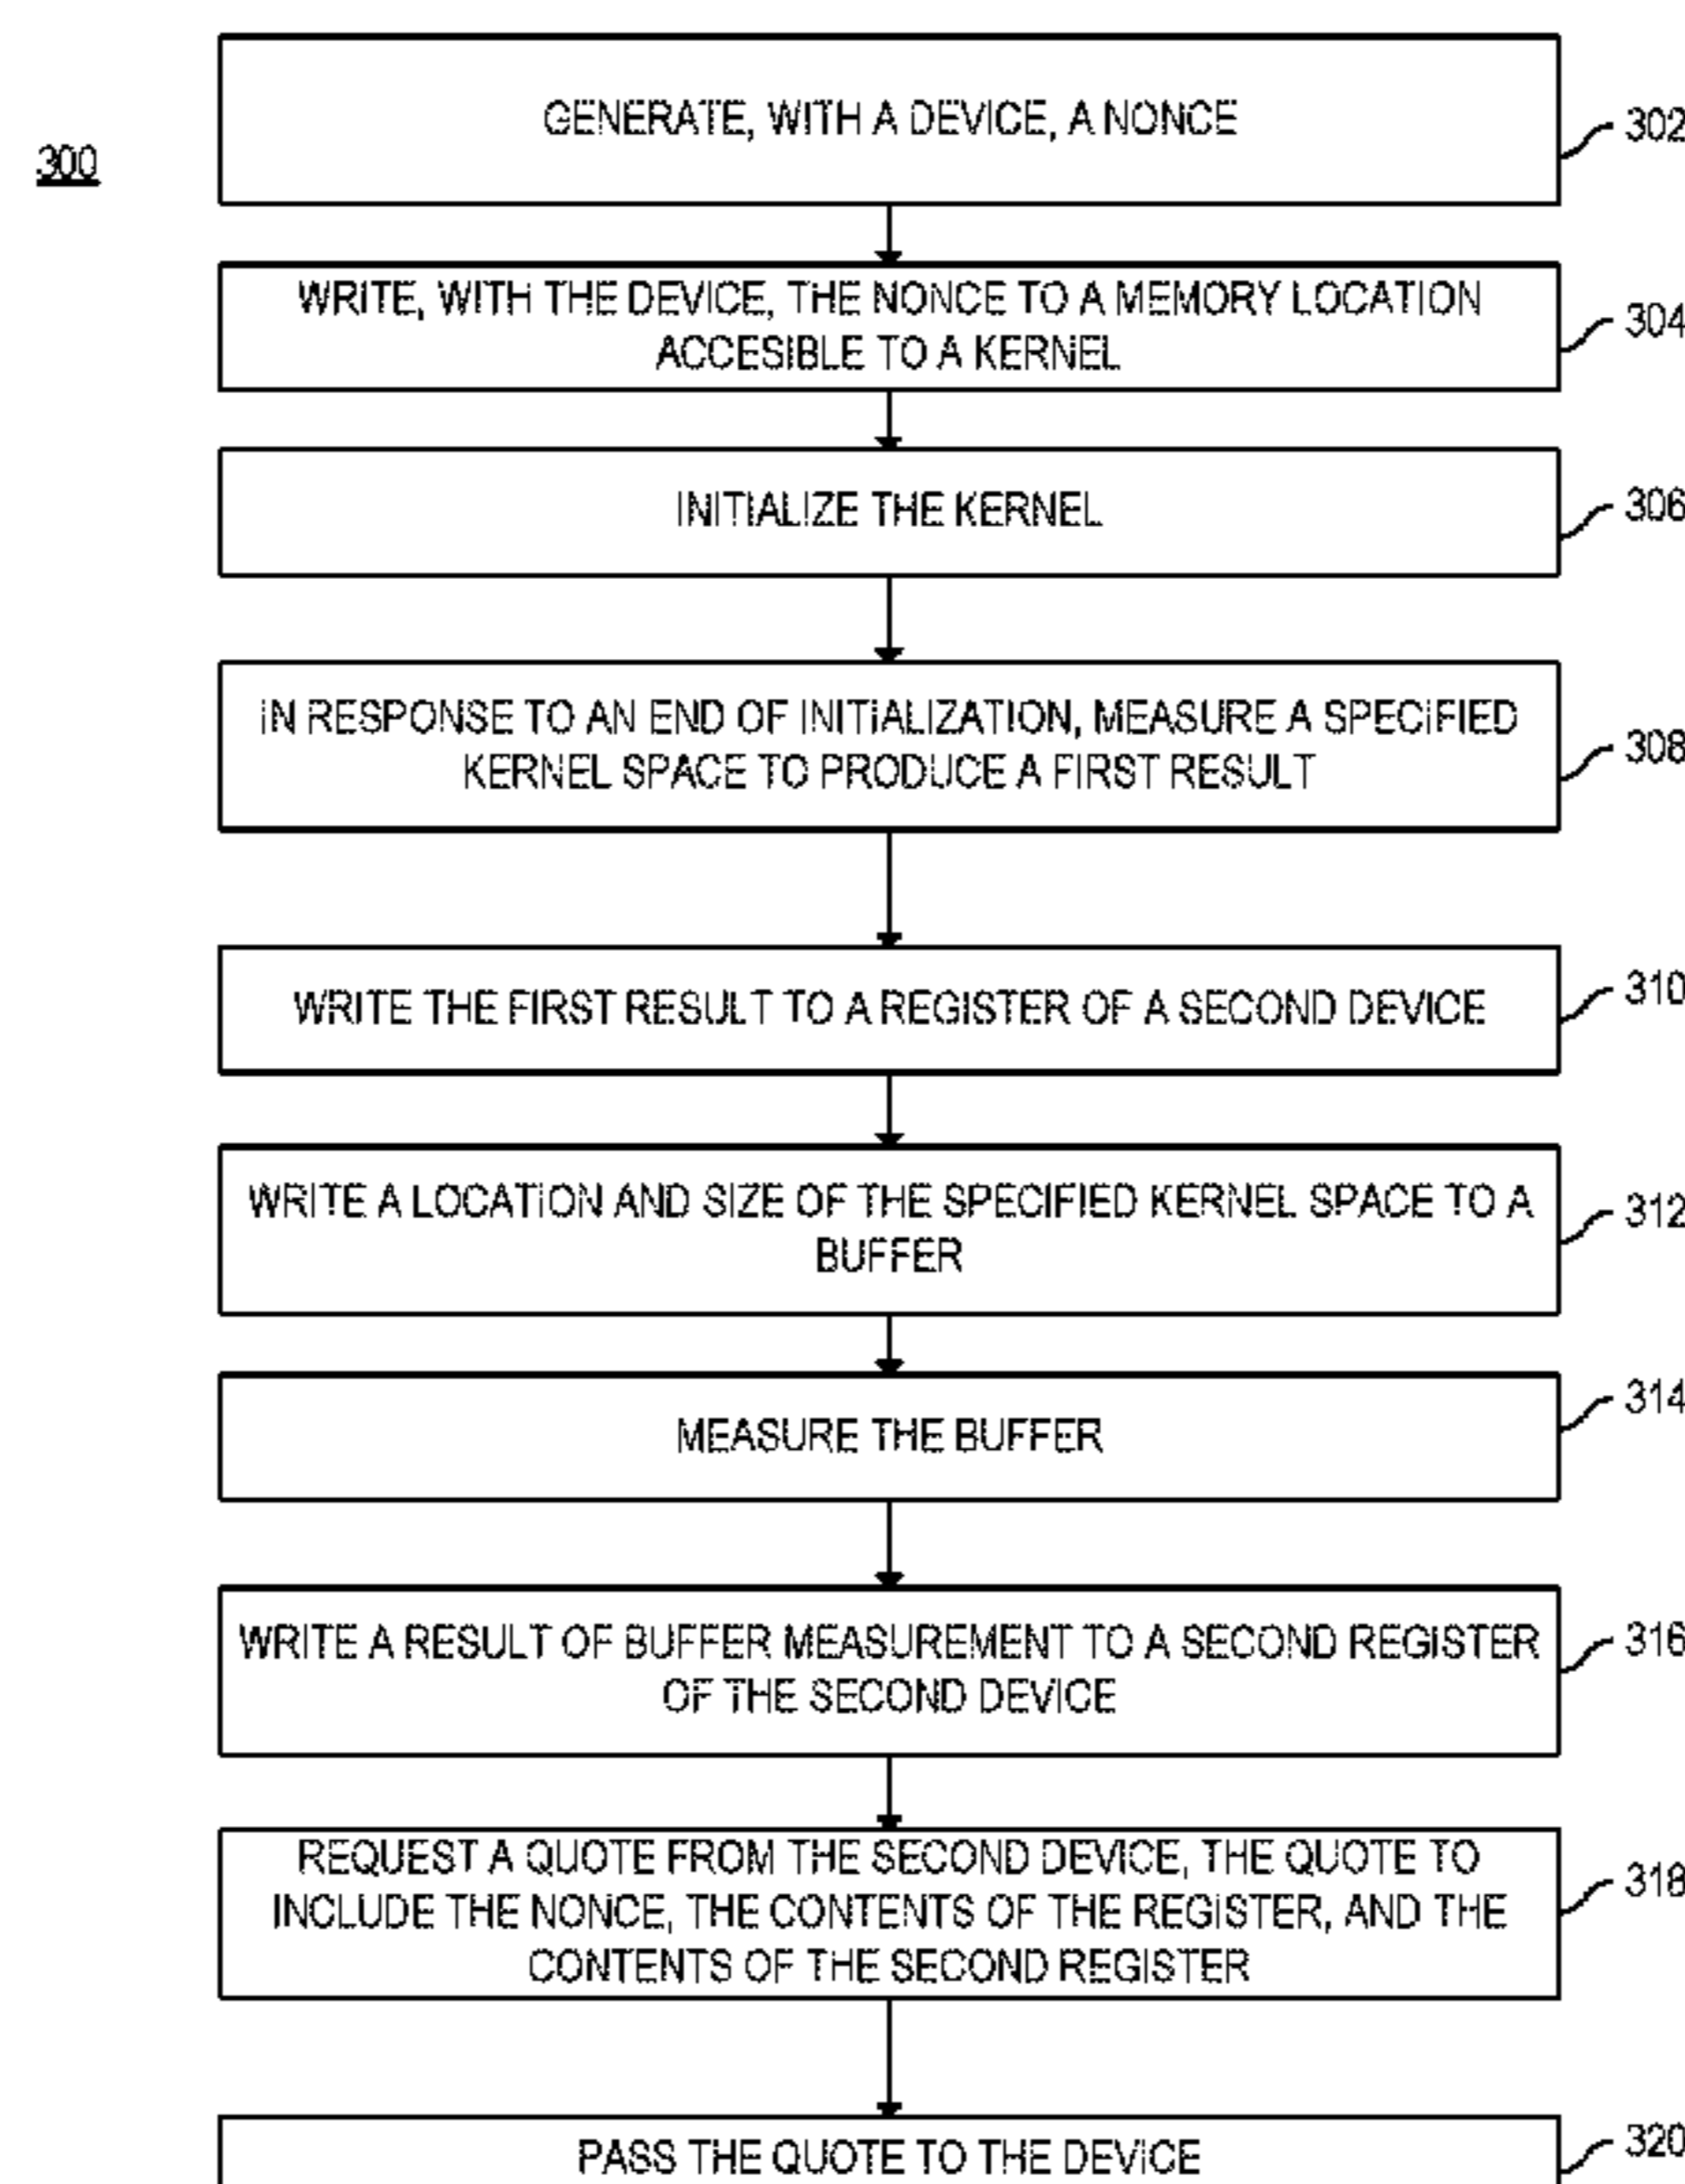 300
GENERATE, WITH A DEVICE, A NONCE
302
WRITE, WITH THE DEVICE, THE NONCE TO A MEMORY LOCATION
ACCESIBLE TO A KERNEL
304
INITIALIZE THE KERNEL
306
IN RESPONSE TO AN END OF INITIALIZATION, MEASURE A SPECIFIED
KERNEL SPACE TO PRODUCE A FIRST RESULT
308
WRITE THE FIRST RESULT TO A REGISTER OF A SECOND DEVICE
310
WRITE A LOCATION AND SIZE OF THE SPECIFIED KERNEL SPACE TO A
BUFFER
312
MEASURE THE BUFFER
314
WRITE A RESULT OF BUFFER MEASUREMENT TO A SECOND REGISTER
OF THE SECOND DEVICE
316
REQUEST A QUOTE FROM THE SECOND DEVICE, THE QUOTE TO
INCLUDE THE NONCE, THE CONTENTS OF THE REGISTER, AND THE
CONTENTS OF THE SECOND REGISTER
318
PASS THE QUOTE TO THE DEVICE
320